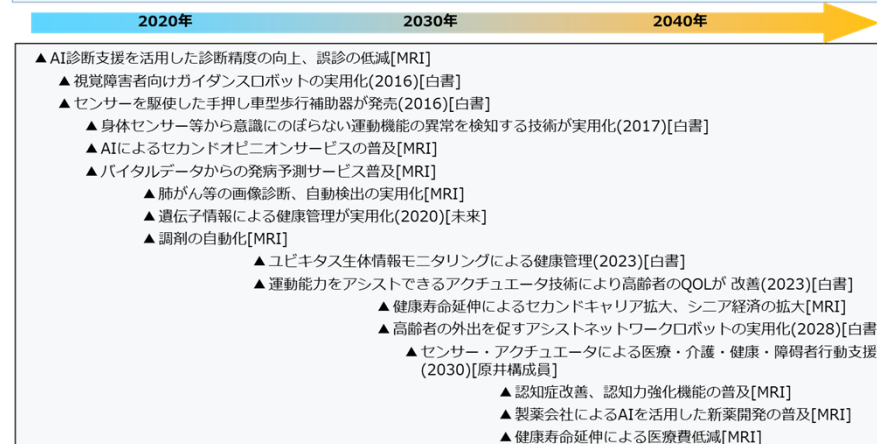 2020年 2030年 2040年
▲AI診断支援を活用した診断精度の向上、誤診の低減[MRI]
▲視覚障害者向けガイダンスロボットの実用化(2016)[白書]
▲センサーを駆使した手押し車型歩行補助器が発売(2016)[白書]
▲身体センサー等から意識にのぼらない運動機能の異常を検知する技術が実用化(2017)[白書]
▲AIによるセカンドオピニオンサービスの普及[MRI]
▲バイタルデータからの発病予測サービス普及[MRI]
▲肺がん等の画像診断、自動検出の実用化[MRI]
▲遺伝子情報による健康管理が実用化(2020)[未来]
▲調剤の自動化[MRI]
▲ユビキタス生体情報モニタリングによる健康管理(2023)[白書]
▲運動能力をアシストできるアクチュエータ技術により高齢者のQOLが 改善(2023)[白書]
▲健康寿命延伸によるセカンドキャリア拡大、シニア経済の拡大[MRI]
▲高齢者の外出を促すアシストネットワークロボットの実用化(2028)[白書
▲センサー・アクチュエータによる医療・介護・健康・障碍者行動支援
(2030)[原井構成員]
▲認知症改善、認知力強化機能の普及[MRI]
▲製薬会社によるAIを活用した新薬開発の普及[MRI]
▲健康寿命延伸による医療費低減[MRI]